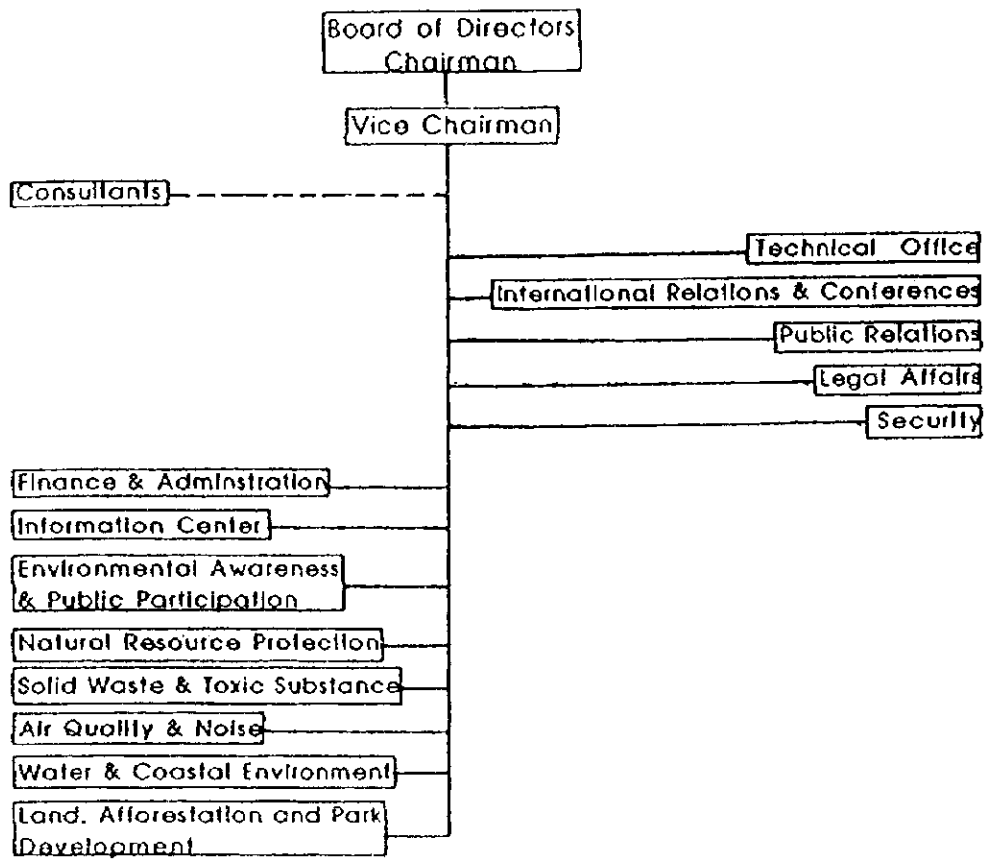 Board of Directors
Chairman
Vice Chairman
Consultants
Technical Office
International Relations & Conferences
Public Relations
Legal Affairs
Security
Finance & Adminstration
Information Center
Environmental Awareness
& Public Participation
Natural Resource Protection
Solid Waste & Toxic Substance
Air Quality & Noise
Water & Coastal Environment
Land, Afforestation and Park
Development